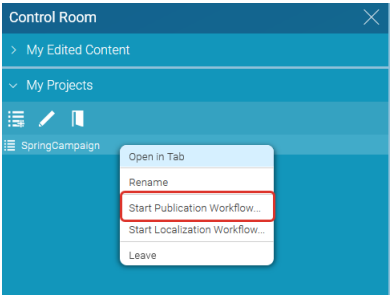 Control Room
My Edited Content
My Projects
SpringCampaign
Open in Tab
Rename
Start Publication Workflow...
Start Localization Workflow...
Leave